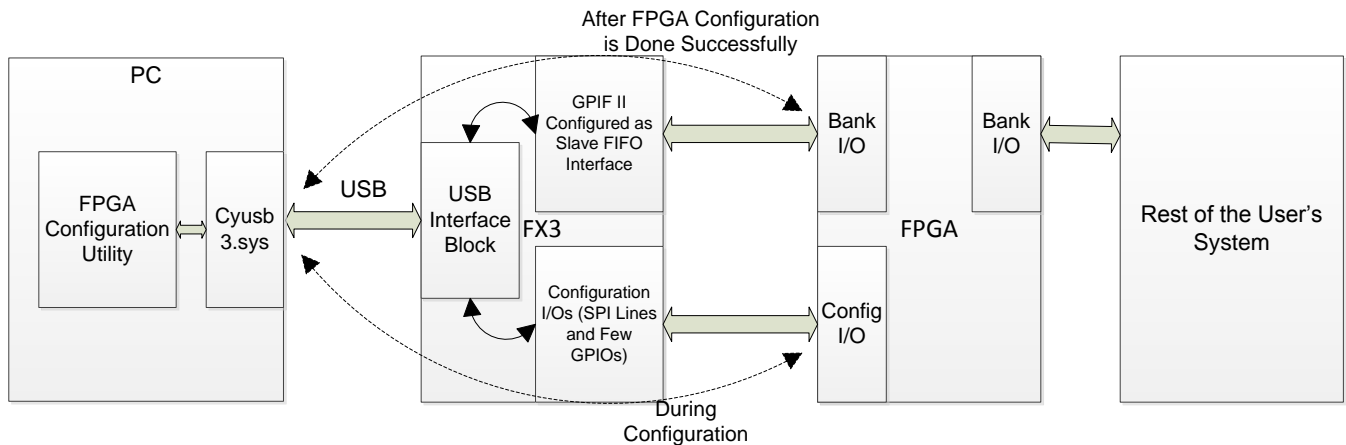 After FPGA Configuration
is Done Successfully
PC
FPGA
Configuration
Utility
Cyusb
3.sys
USB
USB
Interface
Block
FX3
GPIF II
Configured as
Slave FIFO
Interface
Configuration
I/Os (SPI Lines
and Few
GPIOs)
Bank
I/O
Bank
I/O
FPGA
Config
I/O
Rest of the User's
System
During
Configuration